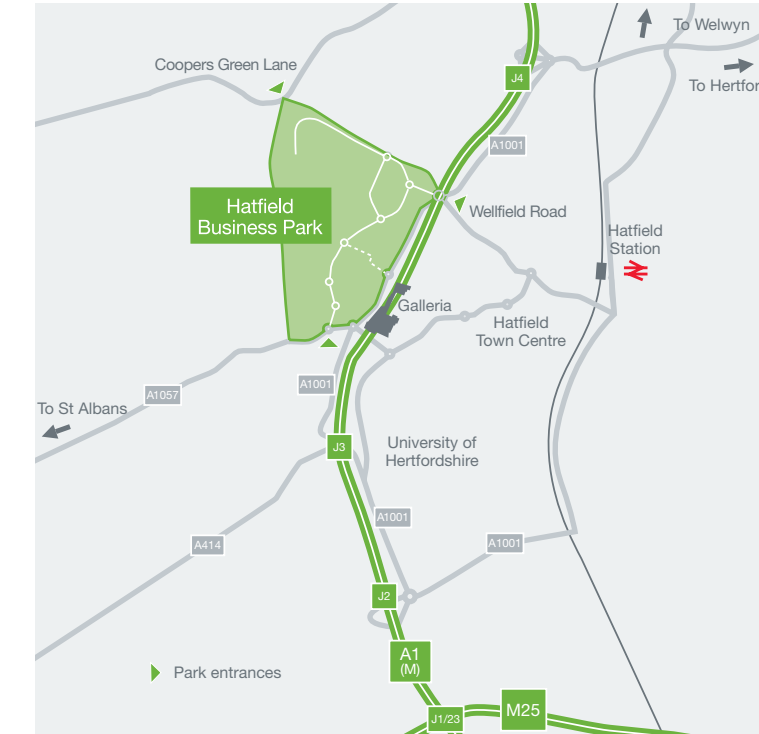 To Welwyn
Coopers Green Lane
J4
To Hertfor
A1001
Hatfield
Business Park
Wellfield Road
Hatfield
Station
Galleria
Hatfield
Town Centre
A1001
A1057
To St Albans
J3
University of
Hertfordshire
A1001
A414
A1001
J2
A1
(M)
Park entrances
M25
J1/23